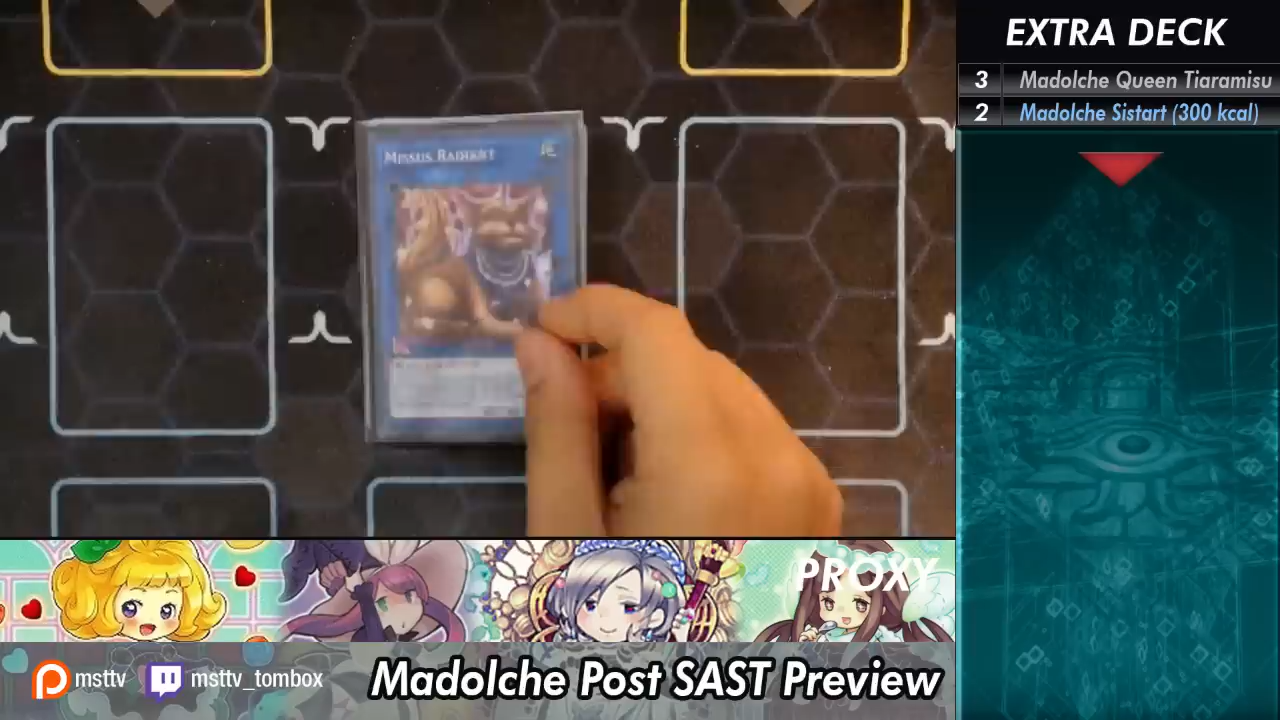 EXTRA DECK
3 Madolche Queen Tiaramisu
2 Madolche Sistart (300 kcal)
Missus Radiant
PROXY
msttv
msttv_tombox
Madolche Post SAST Preview